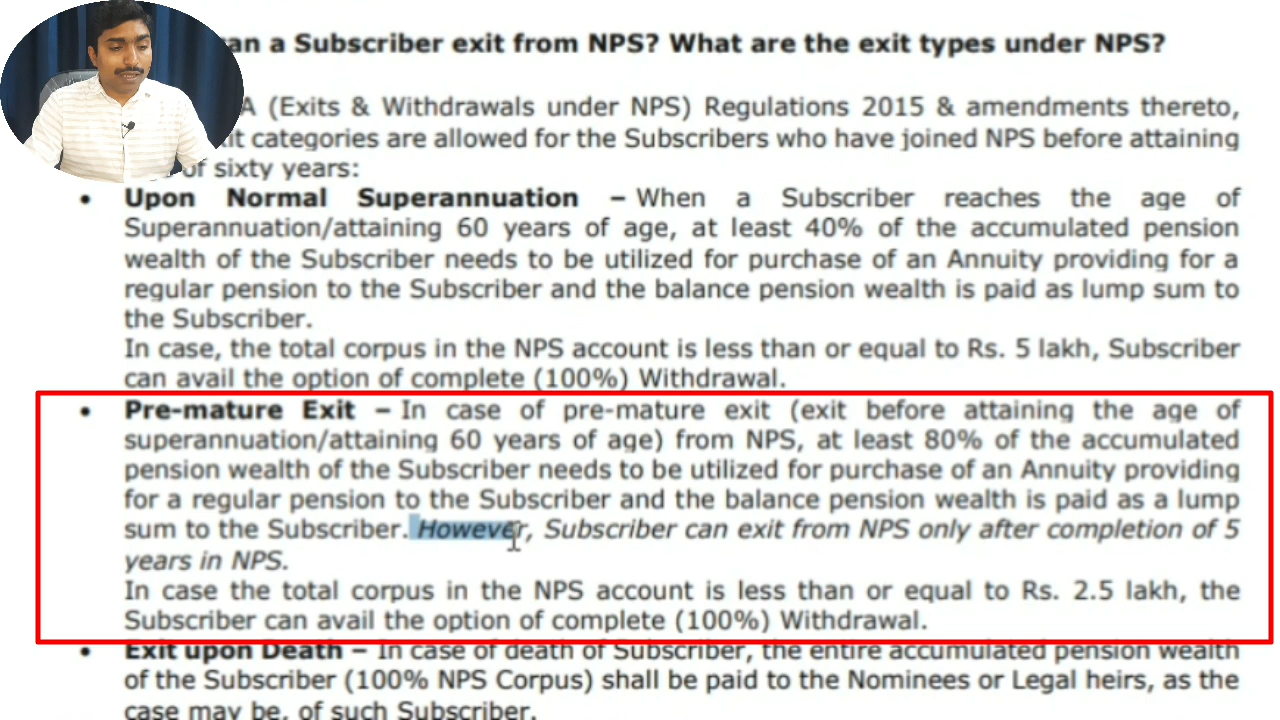 an a Subscriber exit from NPS? What are the exit types under NPS?
A (Exits & Withdrawals under NPS) Regulations 2015 & amendments thereto,
it categories are allowed for the Subscribers who have joined NPS before attaining
of sixty years:
• Upon Normal Superannuation – When a Subscriber reaches the age of
Superannuation/attaining 60 years of age, at least 40% of the accumulated pension
wealth of the Subscriber needs to be utilized for purchase of an Annuity providing for a
regular pension to the Subscriber and the balance pension wealth is paid as lump sum to
the Subscriber.
In case, the total corpus in the NPS account is less than or equal to Rs. 5 lakh, Subscriber
can avail the option of complete (100%) Withdrawal.
• Pre-mature Exit – In case of pre-mature exit (exit before attaining the age of
superannuation/attaining 60 years of age) from NPS, at least 80% of the accumulated
pension wealth of the Subscriber needs to be utilized for purchase of an Annuity providing
for a regular pension to the Subscriber and the balance pension wealth is paid as a lump
sum to the Subscriber. However, Subscriber can exit from NPS only after completion of 5
years in NPS.
In case the total corpus in the NPS account is less than or equal to Rs. 2.5 lakh, the
Subscriber can avail the option of complete (100%) Withdrawal.
• Exit upon Death – In case of death of Subscriber, the entire accumulated pension wealth
of the Subscriber (100% NPS Corpus) shall be paid to the Nominees or Legal heirs, as the
case may be, of such Subscriber.